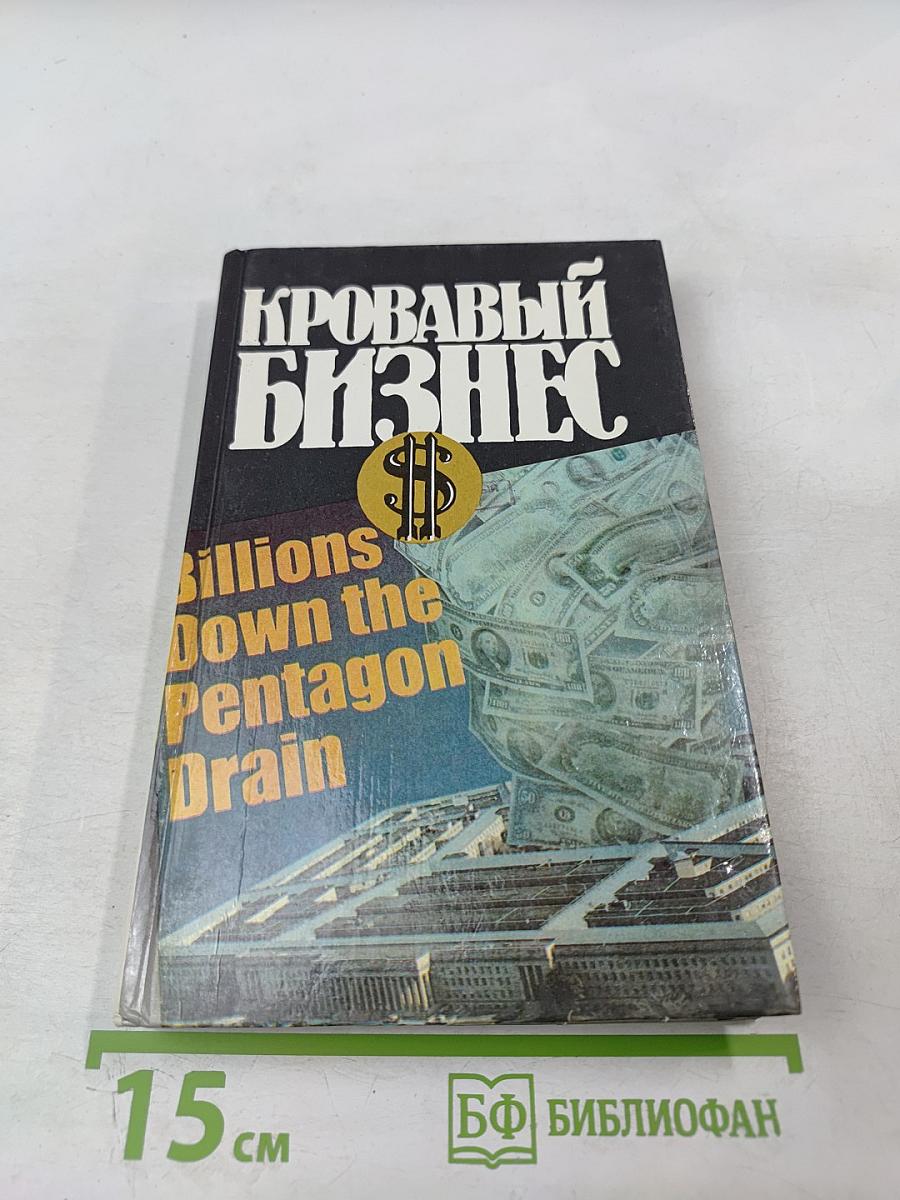 КРОВАВЫЙ
БИЗНЕС
Billions
Down the
Pentagon
Drain
15 см
БФ БИБЛИОФАН